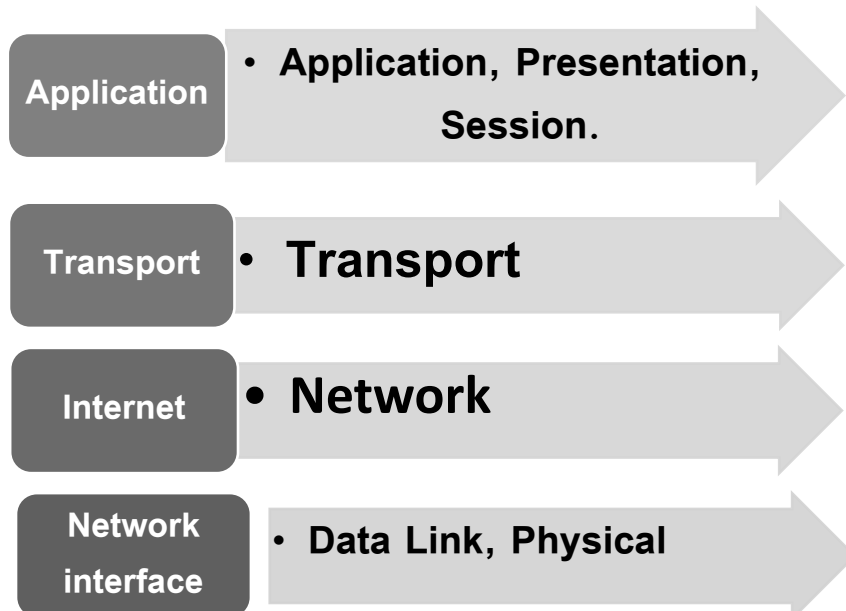 Application
• Application, Presentation,
Session.
Transport
• Transport
Internet
• Network
Network
interface
• Data Link, Physical